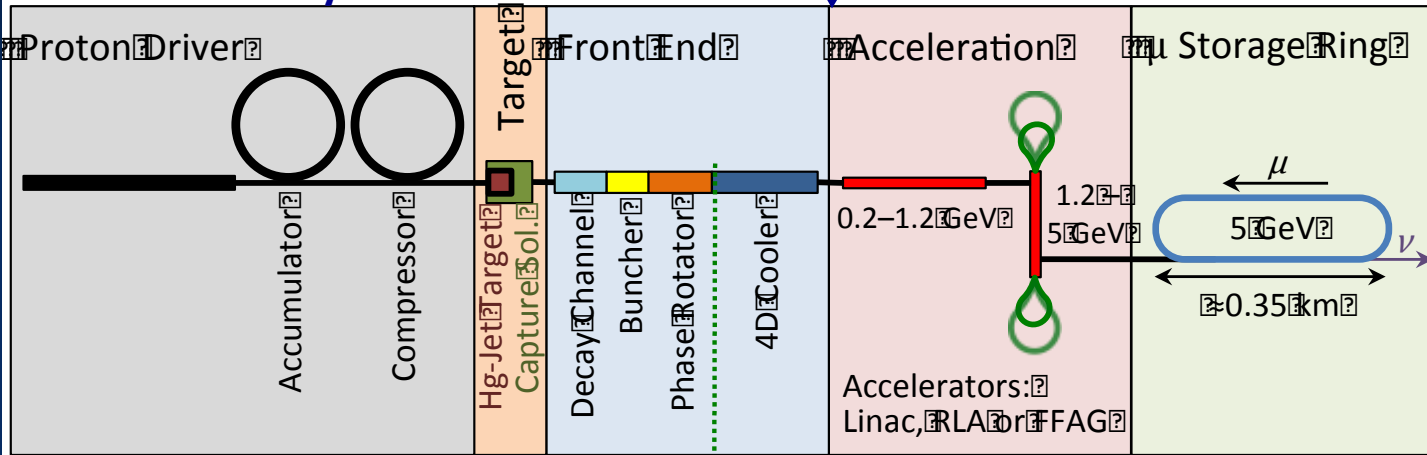 Proton Driver
Target
Front End
Acceleration
μ Storage Ring
Accumulator
Compressor
Hg-Jet Target
Capture Sol.
Decay Channel
Buncher
Phase Rotator
4D Cooler
0.2–1.2 GeV
1.2 –
5 GeV
Accelerators:
Linac, RLA or FFAG
μ
5 GeV
ν
≈0.35 km